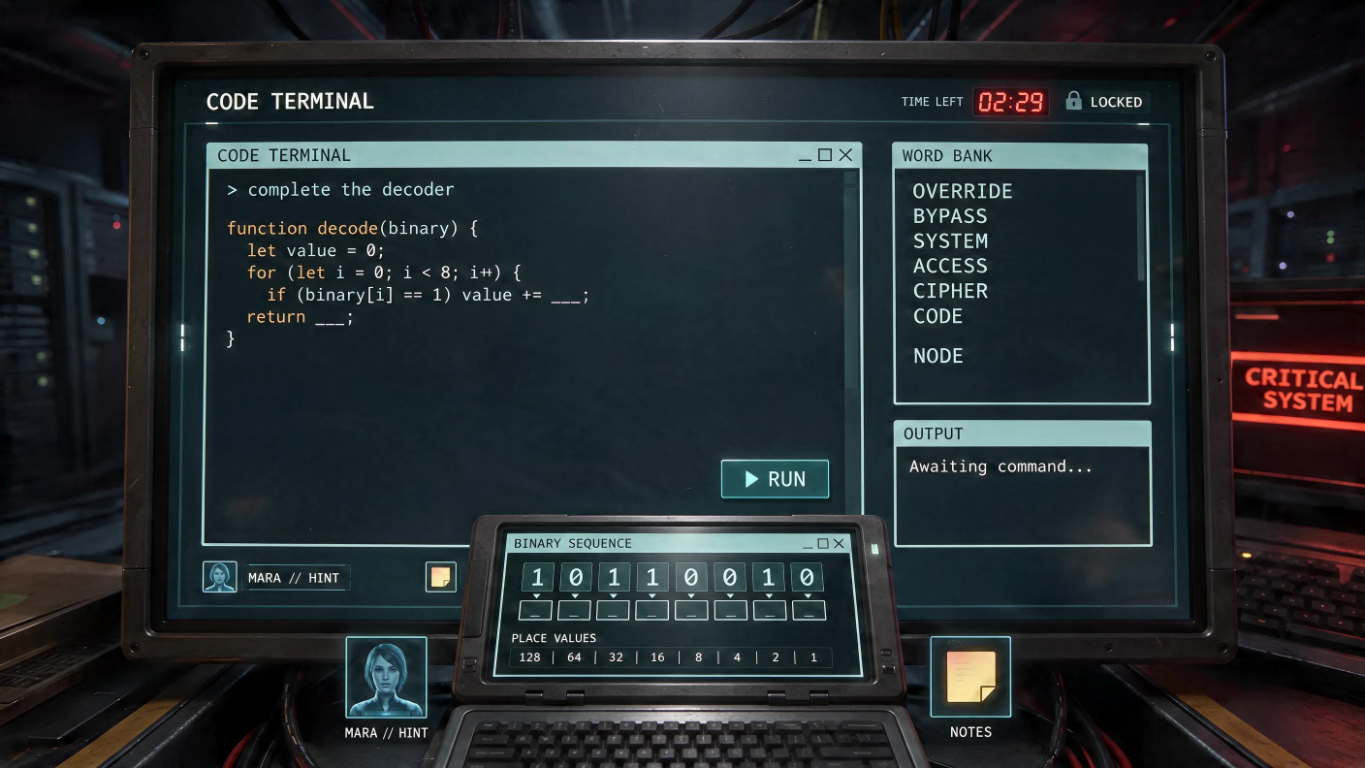 CODE TERMINAL
TIME LEFT 02:29 LOCKED
CODE TERMINAL
> complete the decoder
function decode(binary) {
let value = 0;
for (let i = 0; i < 8; i++) {
if (binary[i] == 1) value += ___;
return ___;
}
RUN
WORD BANK
OVERRIDE
BYPASS
SYSTEM
ACCESS
CIPHER
CODE
NODE
OUTPUT
Awaiting command...
CRITICAL
SYSTEM
MARA // HINT
BINARY SEQUENCE
1 0 1 1 0 0 1 0
_ _ _ _ _ _ _ _
PLACE VALUES
128 | 64 | 32 | 16 | 8 | 4 | 2 | 1
MARA // HINT
NOTES